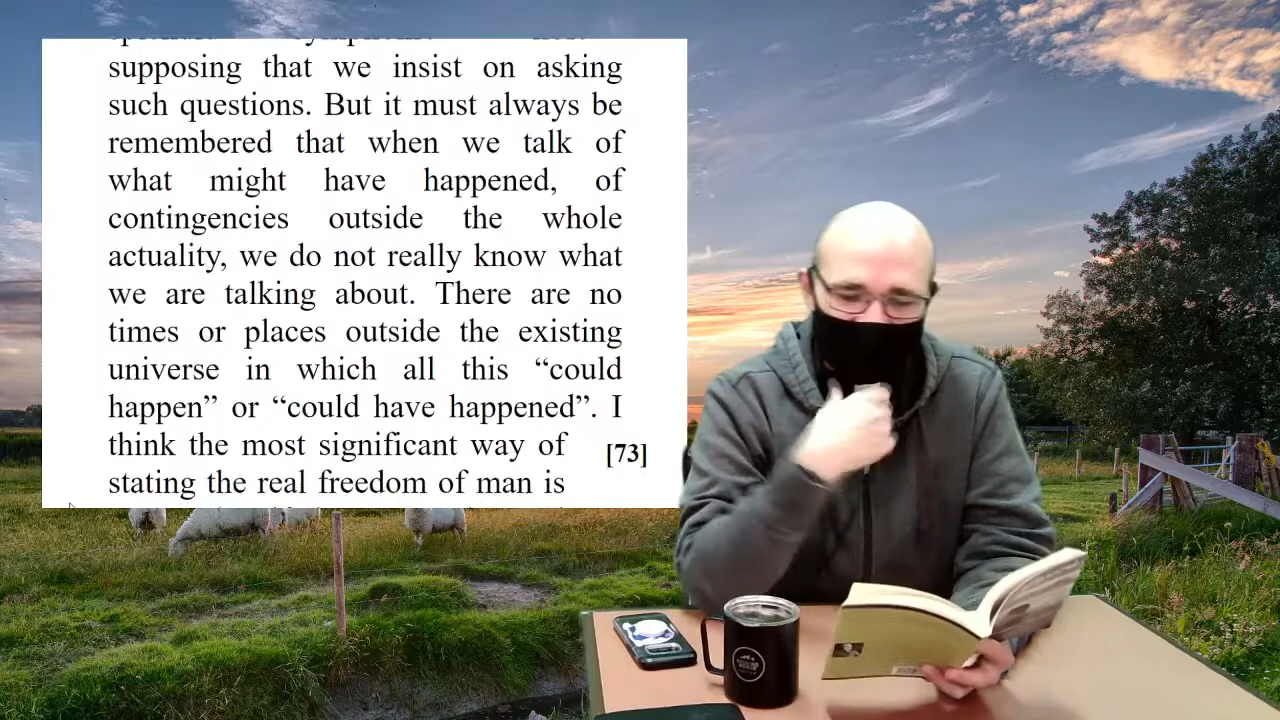 supposing that we insist on asking
such questions. But it must always be
remembered that when we talk of
what might have happened, of
contingencies outside the whole
actuality, we do not really know what
we are talking about. There are no
times or places outside the existing
universe in which all this “could
happen” or “could have happened”. I
think the most significant way of
[73]
stating the real freedom of man is